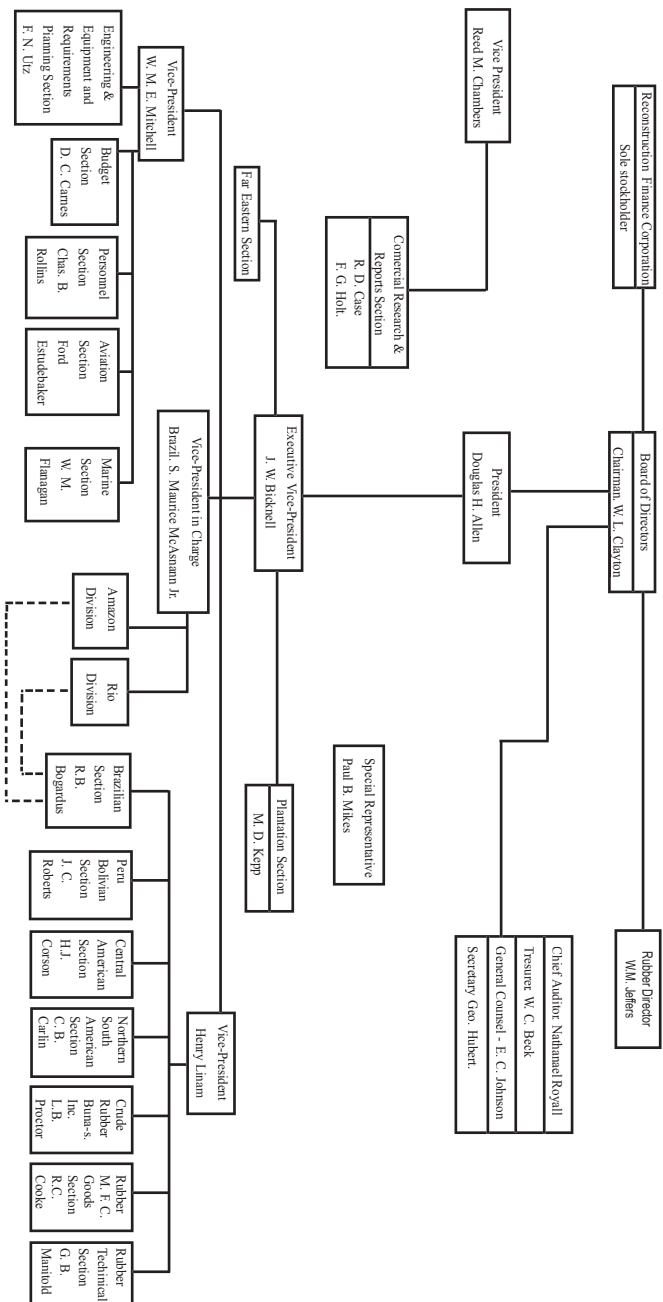 Reconstruction Finance Corporation
Sole stockholder
Board of Directors
Chairman. W. L. Clayton
Rubber Director
W.M. Jeffers
Vice President
Reed M. Chambers
President
Douglas H. Allen
Chief Auditor. Nathanael Royall
Tresurer. W. C. Beck
General Counsel - E. C. Johnson
Secretary Geo. Hubert.
Comercial Research &
Reports Section
R. D. Case
F. G. Holt.
Special Representative
Paul B. Mikes
Far Eastern Section
Executive Vice-President
J. W. Bicknell
Plantation Section
M. D. Kepp
Vice-President
W. M. E. Mitchell
Vice-President in Charge
Brazil. S. Maurice McAsnann Jr.
Vice-President
Henry Linam
Engineering &
Equipment and
Requirements
Planning Section
F. N. Utz
Budget
Section
D. C. Carnes
Personnel
Section
Chas. B.
Rollins
Aviation
Section
Ford
Estudebaker
Marine
Section
W. M.
Flanagan
Amazon
Division
Rio
Division
Brazilian
Section
R.B.
Bogardus
Peru
Bolivian
Section
J. C.
Roberts
Central
American
Section
H.J.
Corson
Northern
South
American
Section
C. B.
Carlin
Crude
Rubber
Buna-s.
Inc.
L.B.
Proctor
Rubber
M. F. C.
Goods
Section
R.C.
Cooke
Rubber
Techinical
Section
G. B.
Manitold